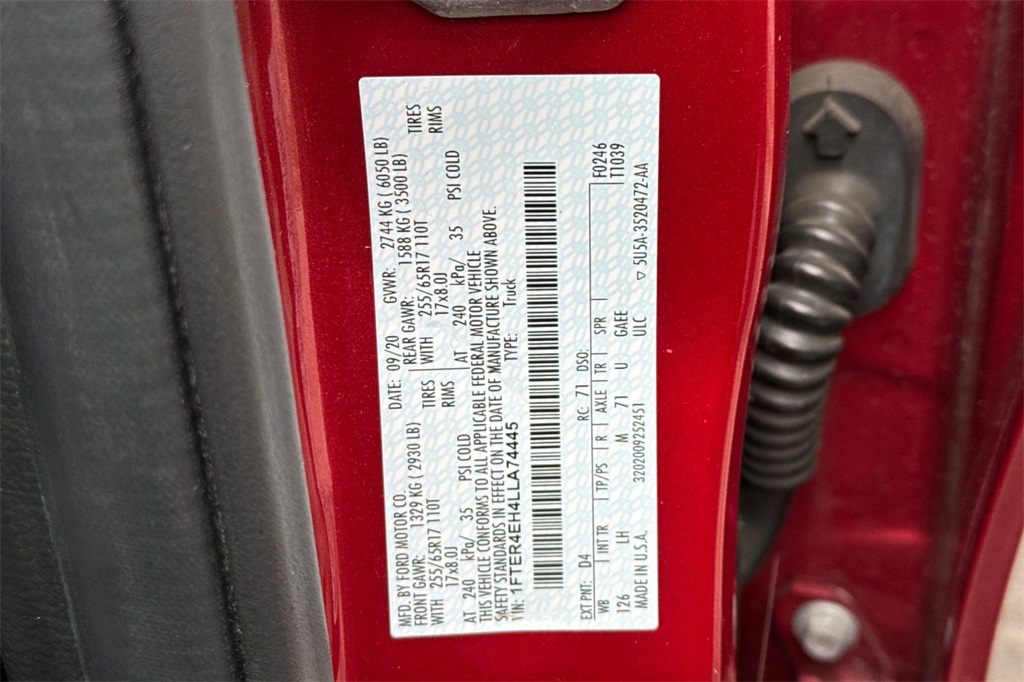 MFD. BY FORD MOTOR CO.
DATE: 09/20 GVWR: 2744 KG ( 6050 LB)
FRONT GAWR: 1329 KG ( 2930 LB) REAR GAWR: 1588 KG ( 3500 LB)
WITH 255/65R17 110T TIRES WITH 255/65R17 110T TIRES
17x8.0J RIMS 17x8.0J RIMS
AT 240 kPa/ 35 PSI COLD AT 240 kPa/ 35 PSI COLD
THIS VEHICLE CONFORMS TO ALL APPLICABLE FEDERAL MOTOR VEHICLE
SAFETY STANDARDS IN EFFECT ON THE DATE OF MANUFACTURE SHOWN ABOVE.
VIN: 1FTER4EH4LLA74445 TYPE: Truck
EXT PNT: D4 RC: 71 DSO: F0246
T1039
WB INT TR TP/PS R AXLE TR SPR
126 LH M 71 U GAEE
MADE IN U.S.A. 3202009252451 ULC ▽ 5U5A-3520472-AA